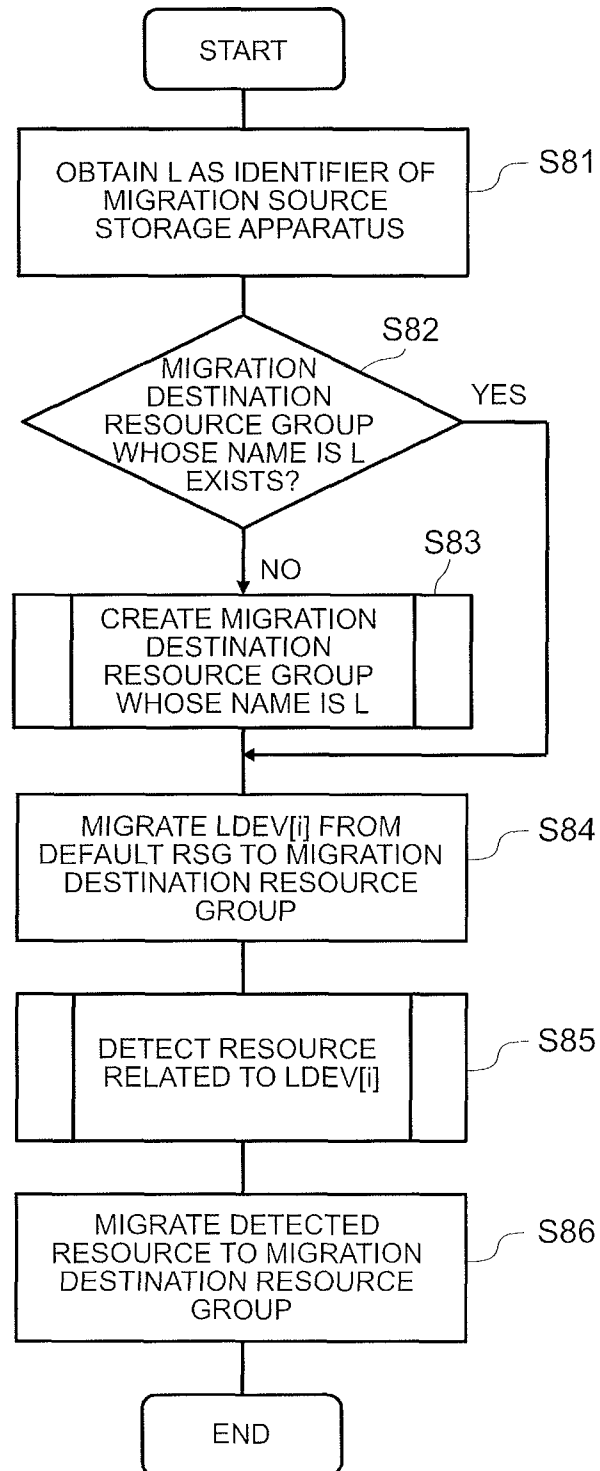 START
OBTAIN L AS IDENTIFIER OF
MIGRATION SOURCE
STORAGE APPARATUS
S81
S82
MIGRATION
DESTINATION
RESOURCE GROUP
WHOSE NAME IS L
EXISTS?
YES
NO
S83
CREATE MIGRATION
DESTINATION
RESOURCE GROUP
WHOSE NAME IS L
MIGRATE LDEV[i] FROM
DEFAULT RSG TO MIGRATION
DESTINATION RESOURCE
GROUP
S84
DETECT RESOURCE
RELATED TO LDEV[i]
S85
MIGRATE DETECTED
RESOURCE TO MIGRATION
DESTINATION RESOURCE
GROUP
S86
END